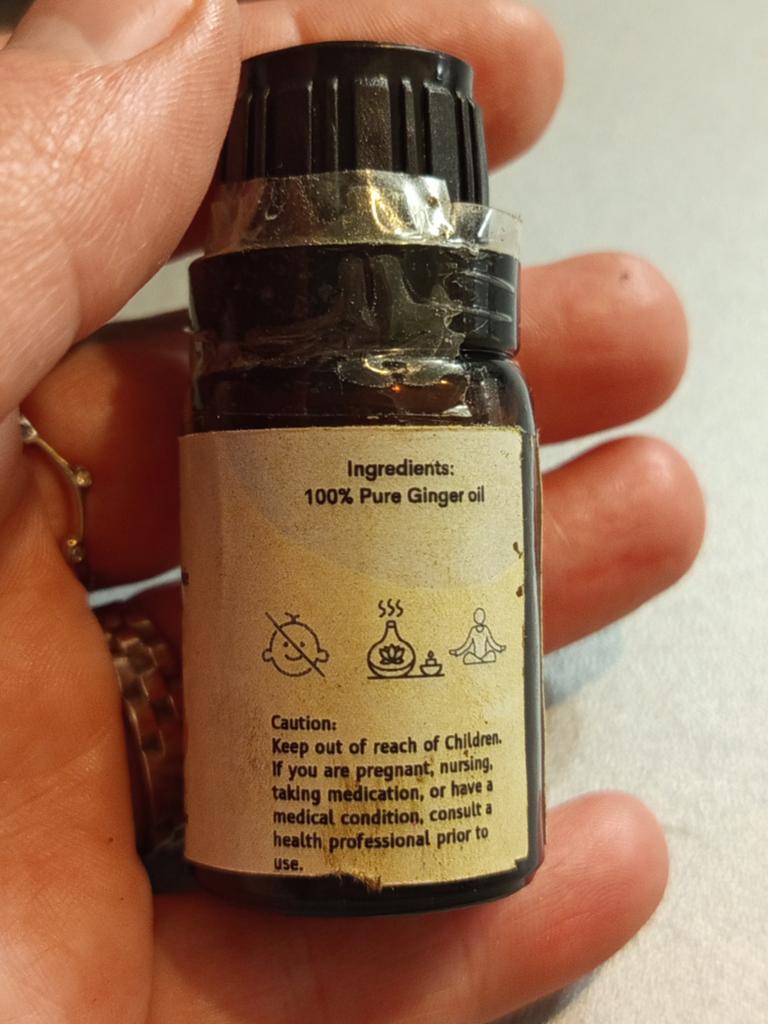 Ingredients:
100% Pure Ginger oil
Caution:
Keep out of reach of Children.
If you are pregnant, nursing,
taking medication, or have a
medical condition, consult a
health professional prior to
use.